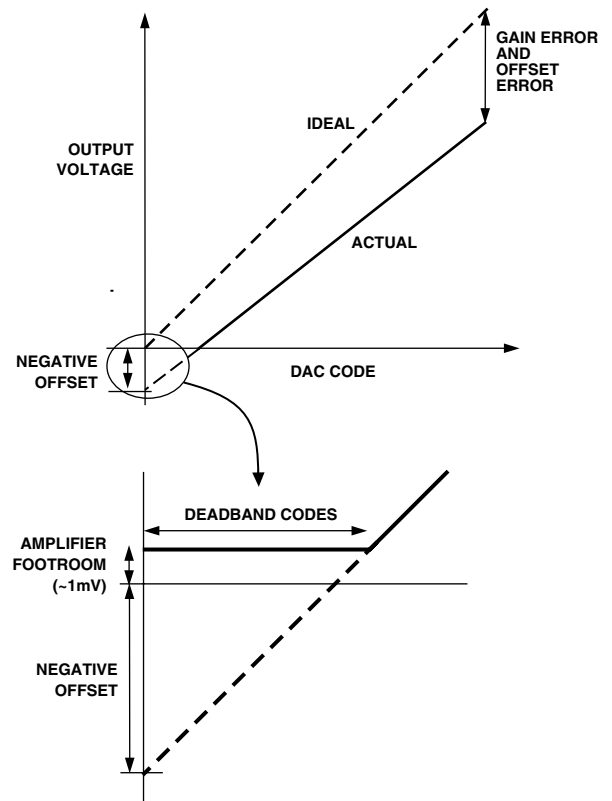 GAIN ERROR
AND
OFFSET
ERROR
IDEAL
OUTPUT
VOLTAGE
ACTUAL
NEGATIVE
OFFSET
DAC CODE
DEADBAND CODES
AMPLIFIER
FOOTROOM
(~1mV)
NEGATIVE
OFFSET